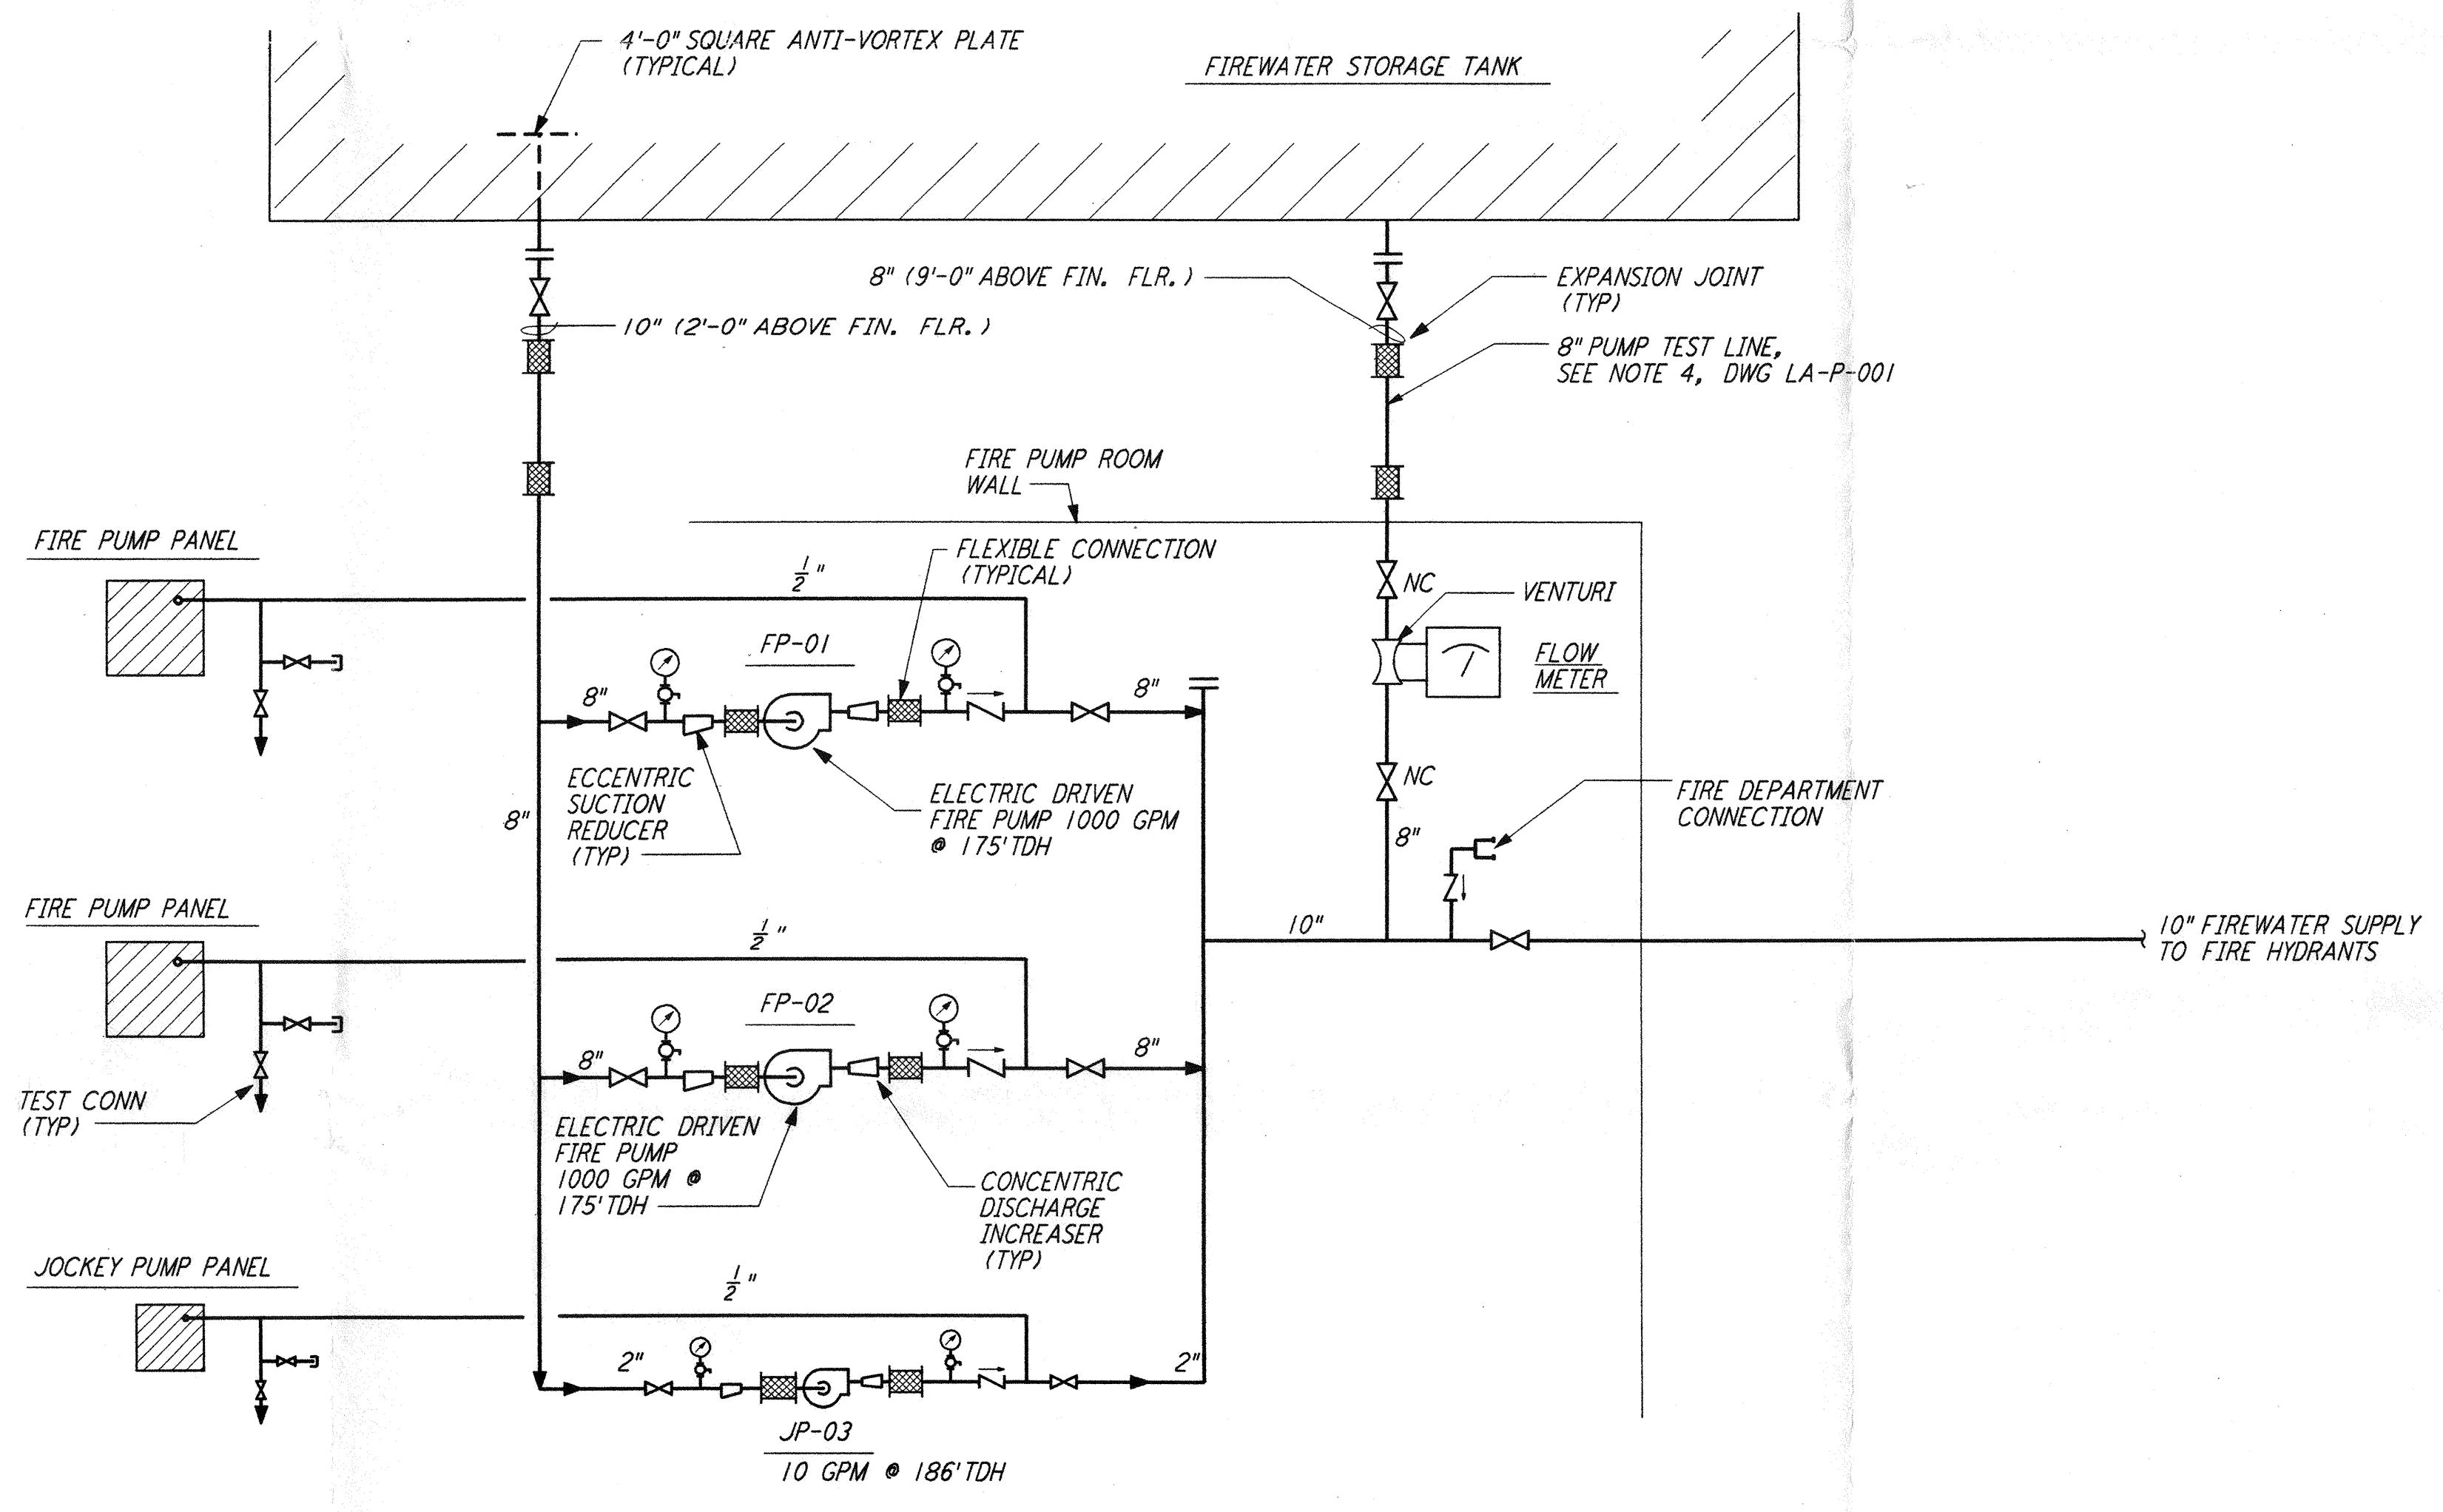 4'-0" SQUARE ANTI-VORTEX PLATE
(TYPICAL)
FIREWATER STORAGE TANK
8" (9'-0" ABOVE FIN. FLR.)
EXPANSION JOINT
(TYP)
10" (2'-0" ABOVE FIN. FLR.)
8" PUMP TEST LINE,
SEE NOTE 4, DWG LA-P-001
FIRE PUMP ROOM
WALL
FIRE PUMP PANEL
FLEXIBLE CONNECTION
(TYPICAL)
1/2"
NC
VENTURI
FP-01
FLOW
METER
8"
8"
ECCENTRIC
SUCTION
REDUCER
(TYP)
ELECTRIC DRIVEN
FIRE PUMP 1000 GPM
@ 175' TDH
NC
FIRE DEPARTMENT
CONNECTION
8"
8"
FIRE PUMP PANEL
1/2"
10"
10" FIREWATER SUPPLY
TO FIRE HYDRANTS
FP-02
8"
8"
TEST CONN
(TYP)
ELECTRIC DRIVEN
FIRE PUMP
1000 GPM @
175' TDH
CONCENTRIC
DISCHARGE
INCREASER
(TYP)
JOCKEY PUMP PANEL
1/2"
2"
2"
JP-03
10 GPM @ 186' TDH